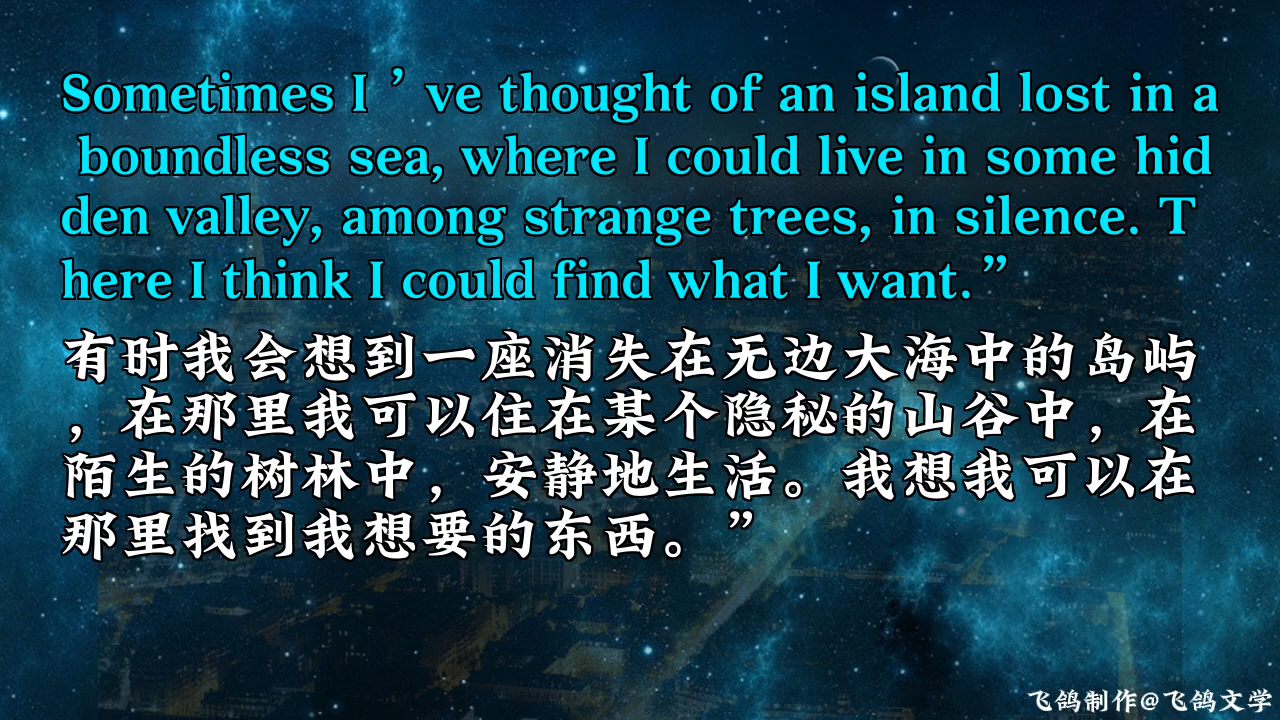 Sometimes I ’ ve thought of an island lost in a
boundless sea, where I could live in some hid
den valley, among strange trees, in silence. T
here I think I could find what I want.”
有时我会想到一座消失在无边大海中的岛屿
，在那里我可以住在某个隐秘的山谷中，在
陌生的树林中，安静地生活。我想我可以在
那里找到我想要的东西。”
飞鸽制作@飞鸽文学